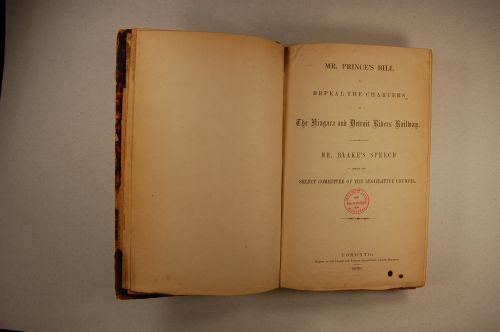 MR. PRINCE'S BILL
TO
REPEAL THE CHARTERS
OF
The Niagara and Detroit Rivers Railway.
MR. BLAKE'S SPEECH
BEFORE THE
SELECT COMMITTEE OF THE LEGISLATIVE COUNCIL.
TORONTO: